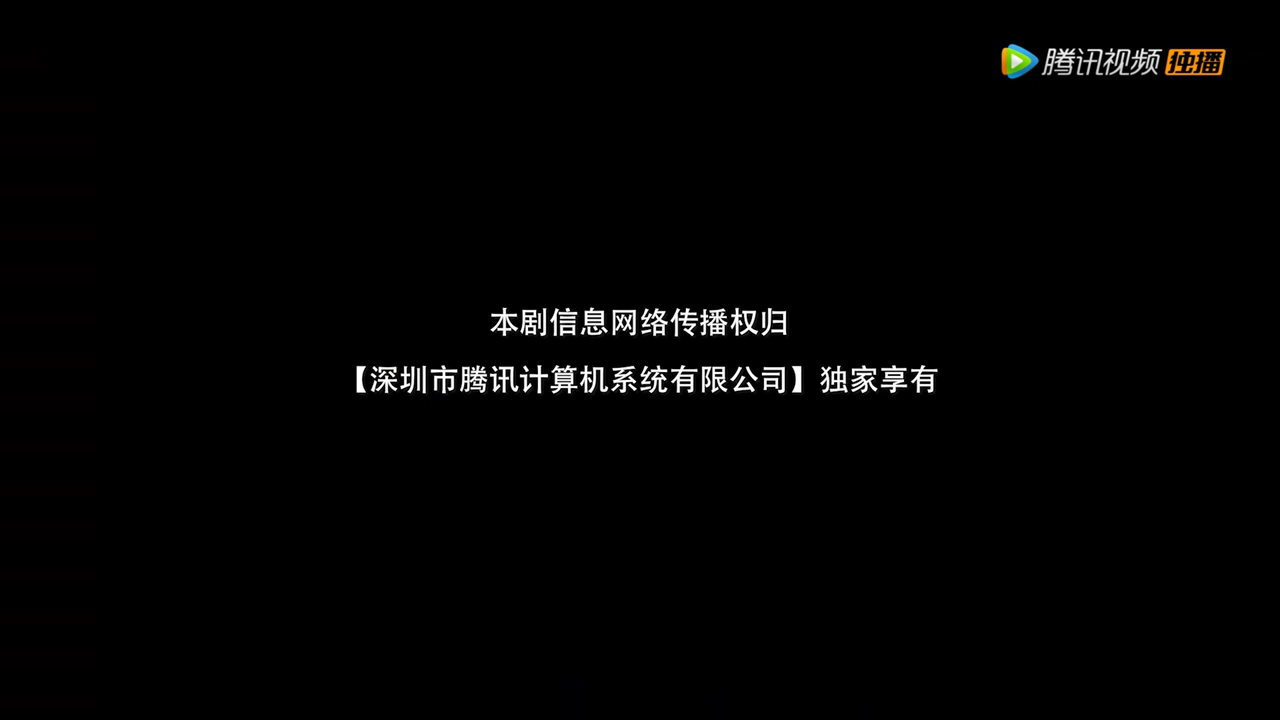 腾讯视频 独播
本剧信息网络传播权归
【深圳市腾讯计算机系统有限公司】独家享有